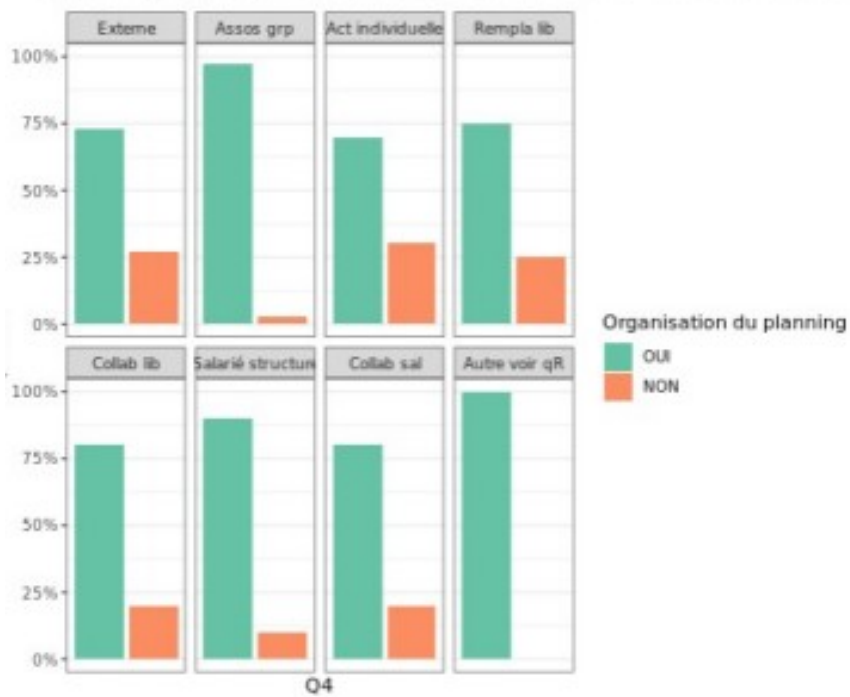 Externe Assos grp Act individuelle Rempla lib
100%
75%
50%
25%
0%
Organisation du planning
OUI
NON
Collab lib Salarié structure Collab sal Autre voir qR
100%
75%
50%
25%
0%
Q4